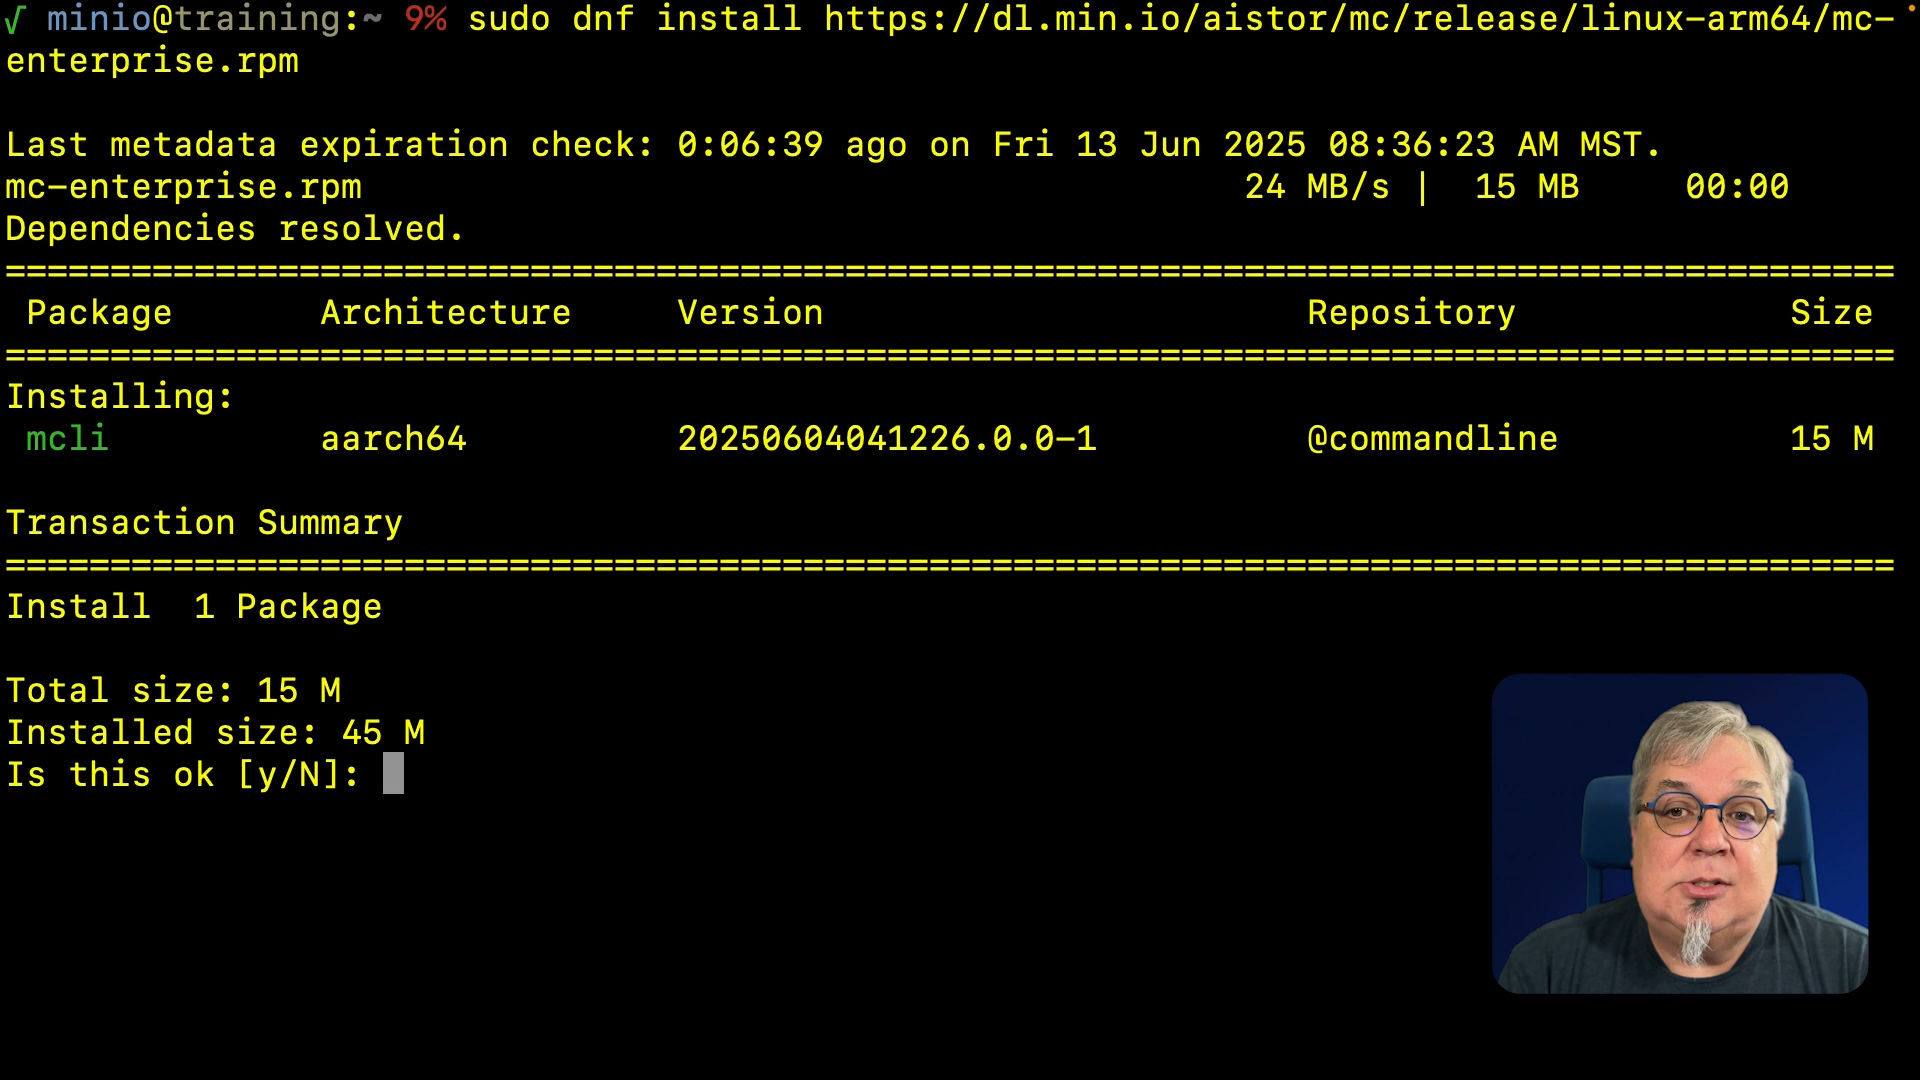 √ minio@training:~ 9% sudo dnf install https://dl.min.io/aistor/mc/release/linux-arm64/mc-
enterprise.rpm
Last metadata expiration check: 0:06:39 ago on Fri 13 Jun 2025 08:36:23 AM MST.
mc-enterprise.rpm 24 MB/s | 15 MB 00:00
Dependencies resolved.
==========================================================================================
Package Architecture Version Repository Size
==========================================================================================
Installing:
mcli aarch64 20250604041226.0.0-1 @commandline 15 M
Transaction Summary
==========================================================================================
Install 1 Package
Total size: 15 M
Installed size: 45 M
Is this ok [y/N]: